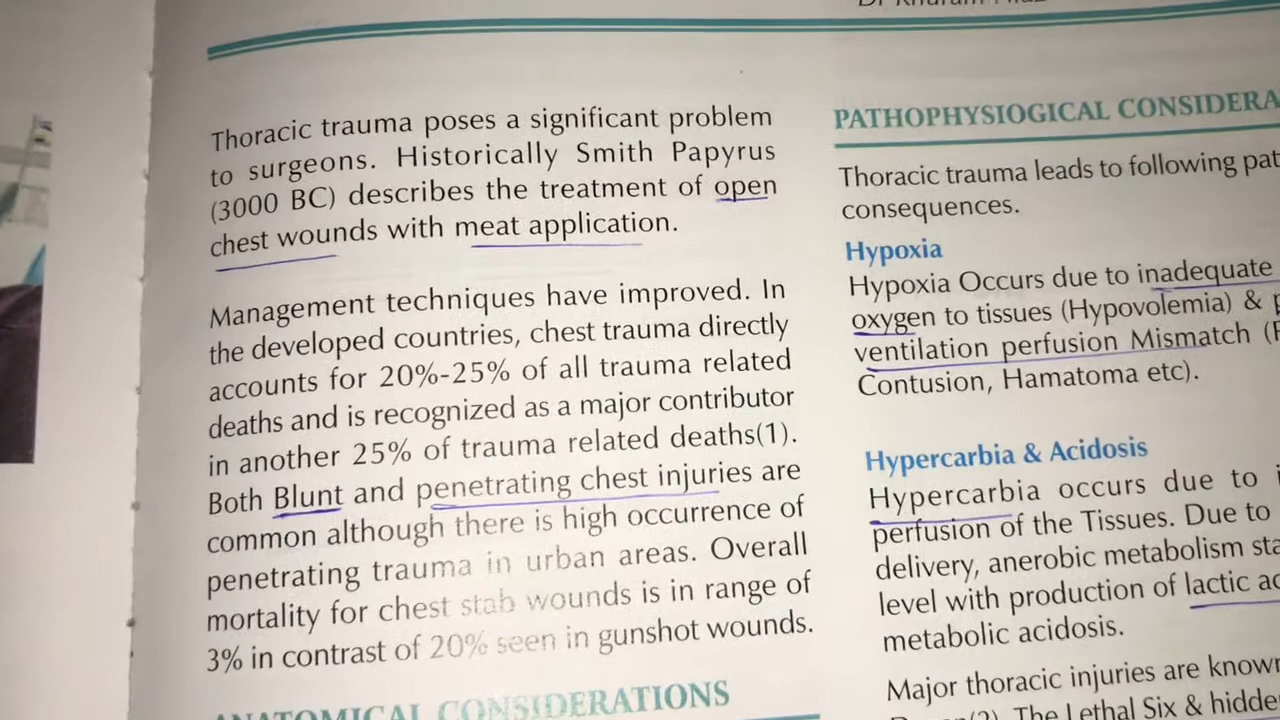 Thoracic trauma poses a significant problem
to surgeons. Historically Smith Papyrus
(3000 BC) describes the treatment of open
chest wounds with meat application.
Management techniques have improved. In
the developed countries, chest trauma directly
accounts for 20%-25% of all trauma related
deaths and is recognized as a major contributor
in another 25% of trauma related deaths(1).
Both Blunt and penetrating chest injuries are
common although there is high occurrence of
penetrating trauma in urban areas. Overall
mortality for chest stab wounds is in range of
3% in contrast of 20% seen in gunshot wounds.
ANATOMICAL CONSIDERATIONS
PATHOPHYSIOGICAL CONSIDERA
Thoracic trauma leads to following pat
consequences.
Hypoxia
Hypoxia Occurs due to inadequate
oxygen to tissues (Hypovolemia) &
ventilation perfusion Mismatch
Contusion, Hamatoma etc).
Hypercarbia & Acidosis
Hypercarbia occurs due to
perfusion of the Tissues. Due to
delivery, anerobic metabolism sta
level with production of lactic ac
metabolic acidosis.
Major thoracic injuries are known
The Lethal Six & hidde